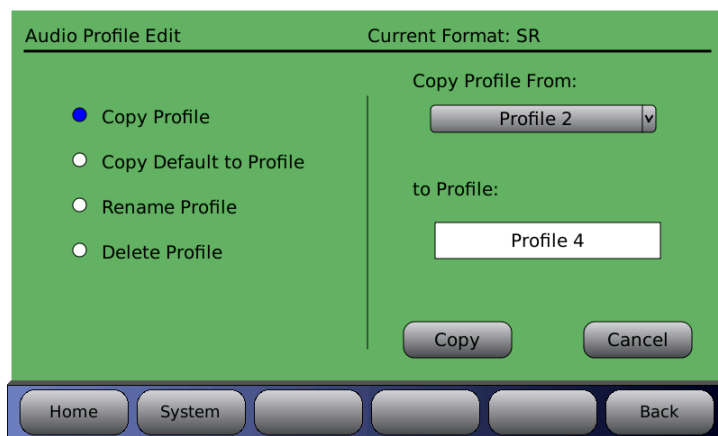 Audio Profile Edit
Current Format: SR
Copy Profile
Copy Default to Profile
Rename Profile
Delete Profile
Copy Profile From:
Profile 2
to Profile:
Profile 4
Copy
Cancel
Home
System
Back